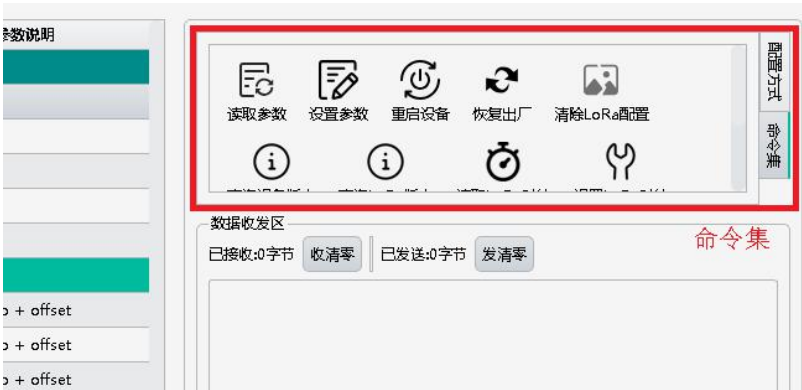 参数说明
读取参数 设置参数 重启设备 恢复出厂 清除LoRa配置
配置方式
命令集
数据收发区
命令集
已接收:0字节 收清零 已发送:0字节 发清零
+ offset
+ offset
+ offset